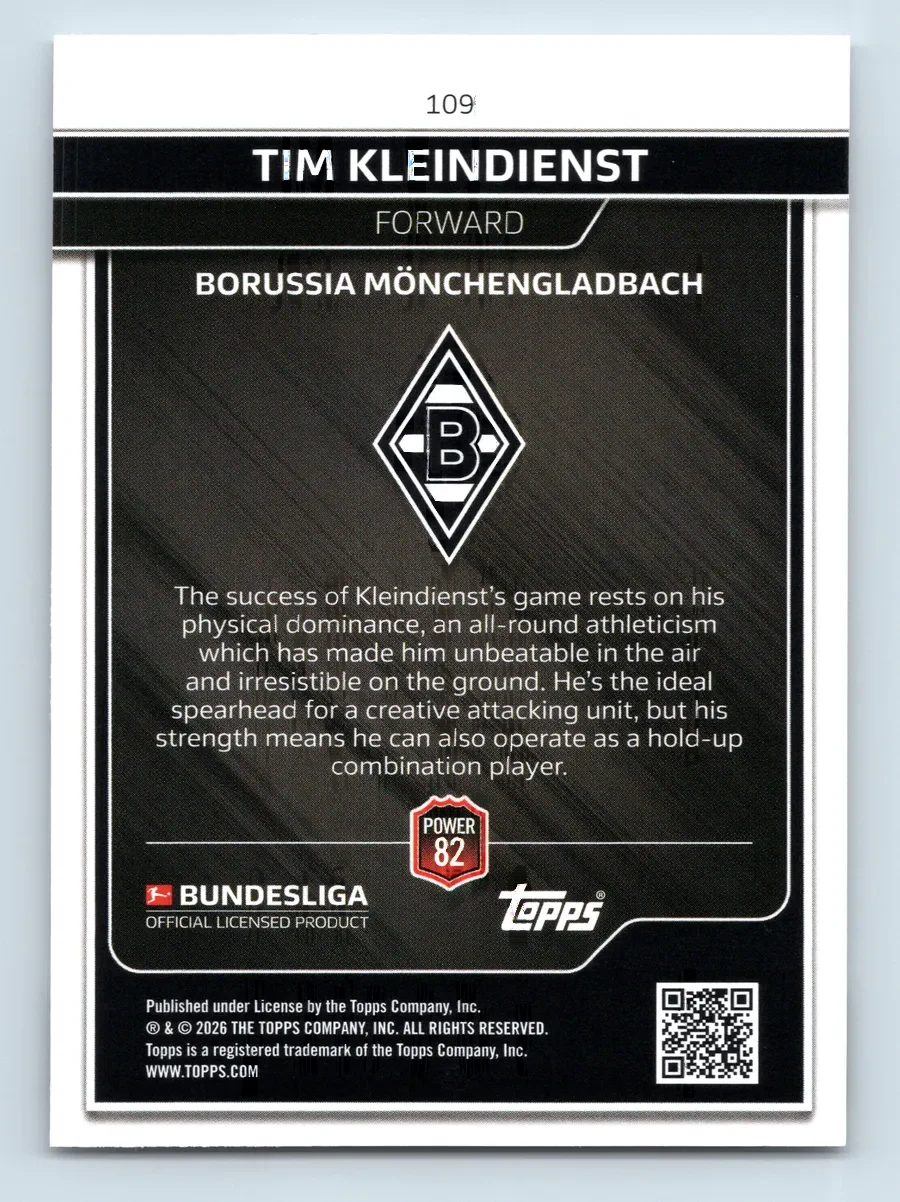 109
TIM KLEINDIENST
FORWARD
BORUSSIA MÖNCHENGLADBACH
B
The success of Kleindienst's game rests on his
physical dominance, an all-round athleticism
which has made him unbeatable in the air
and irresistible on the ground. He's the ideal
spearhead for a creative attacking unit, but his
strength means he can also operate as a hold-up
combination player.
POWER
82
BUNDESLIGA
OFFICIAL LICENSED PRODUCT
topps®
Published under License by the Topps Company, Inc.
® & © 2026 THE TOPPS COMPANY, INC. ALL RIGHTS RESERVED.
Topps is a registered trademark of the Topps Company, Inc.
WWW.TOPPS.COM